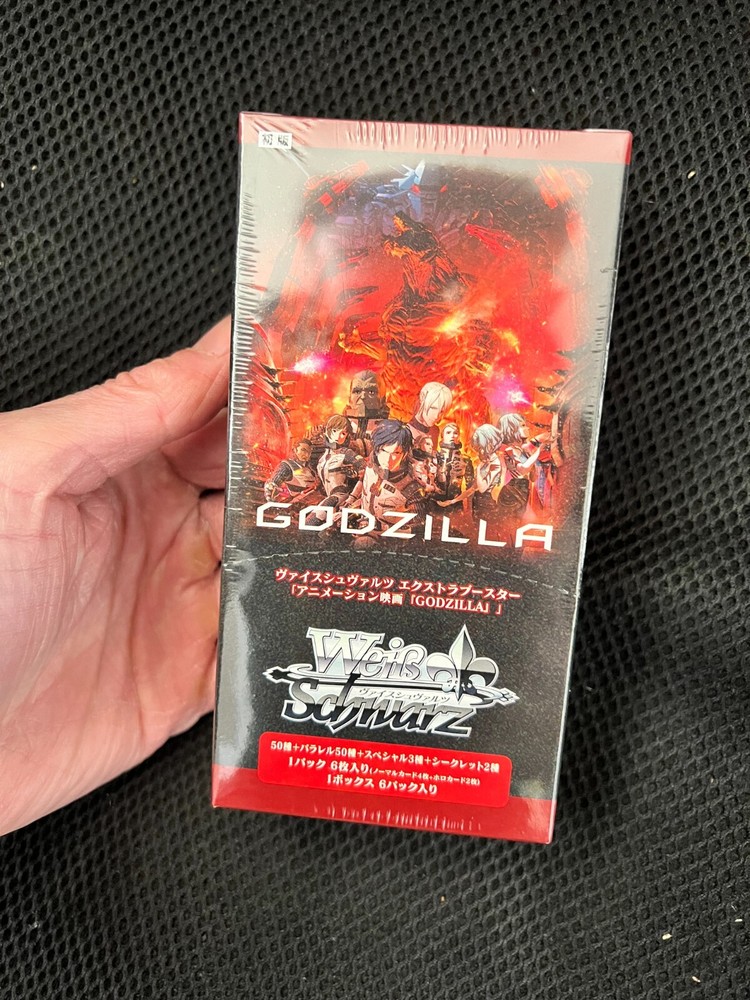 初版
GODZILLA
ヴァイスシュヴァルツ エクストラブースター
「アニメーション映画『GODZILLA』」
Weiß
ヴァイスシュヴァルツ
Schwarz
50種+パラレル50種+スペシャル3種+シークレット2種
1パック 6枚入り(ノーマルカード4枚+ホロカード2枚)
1ボックス 6パック入り